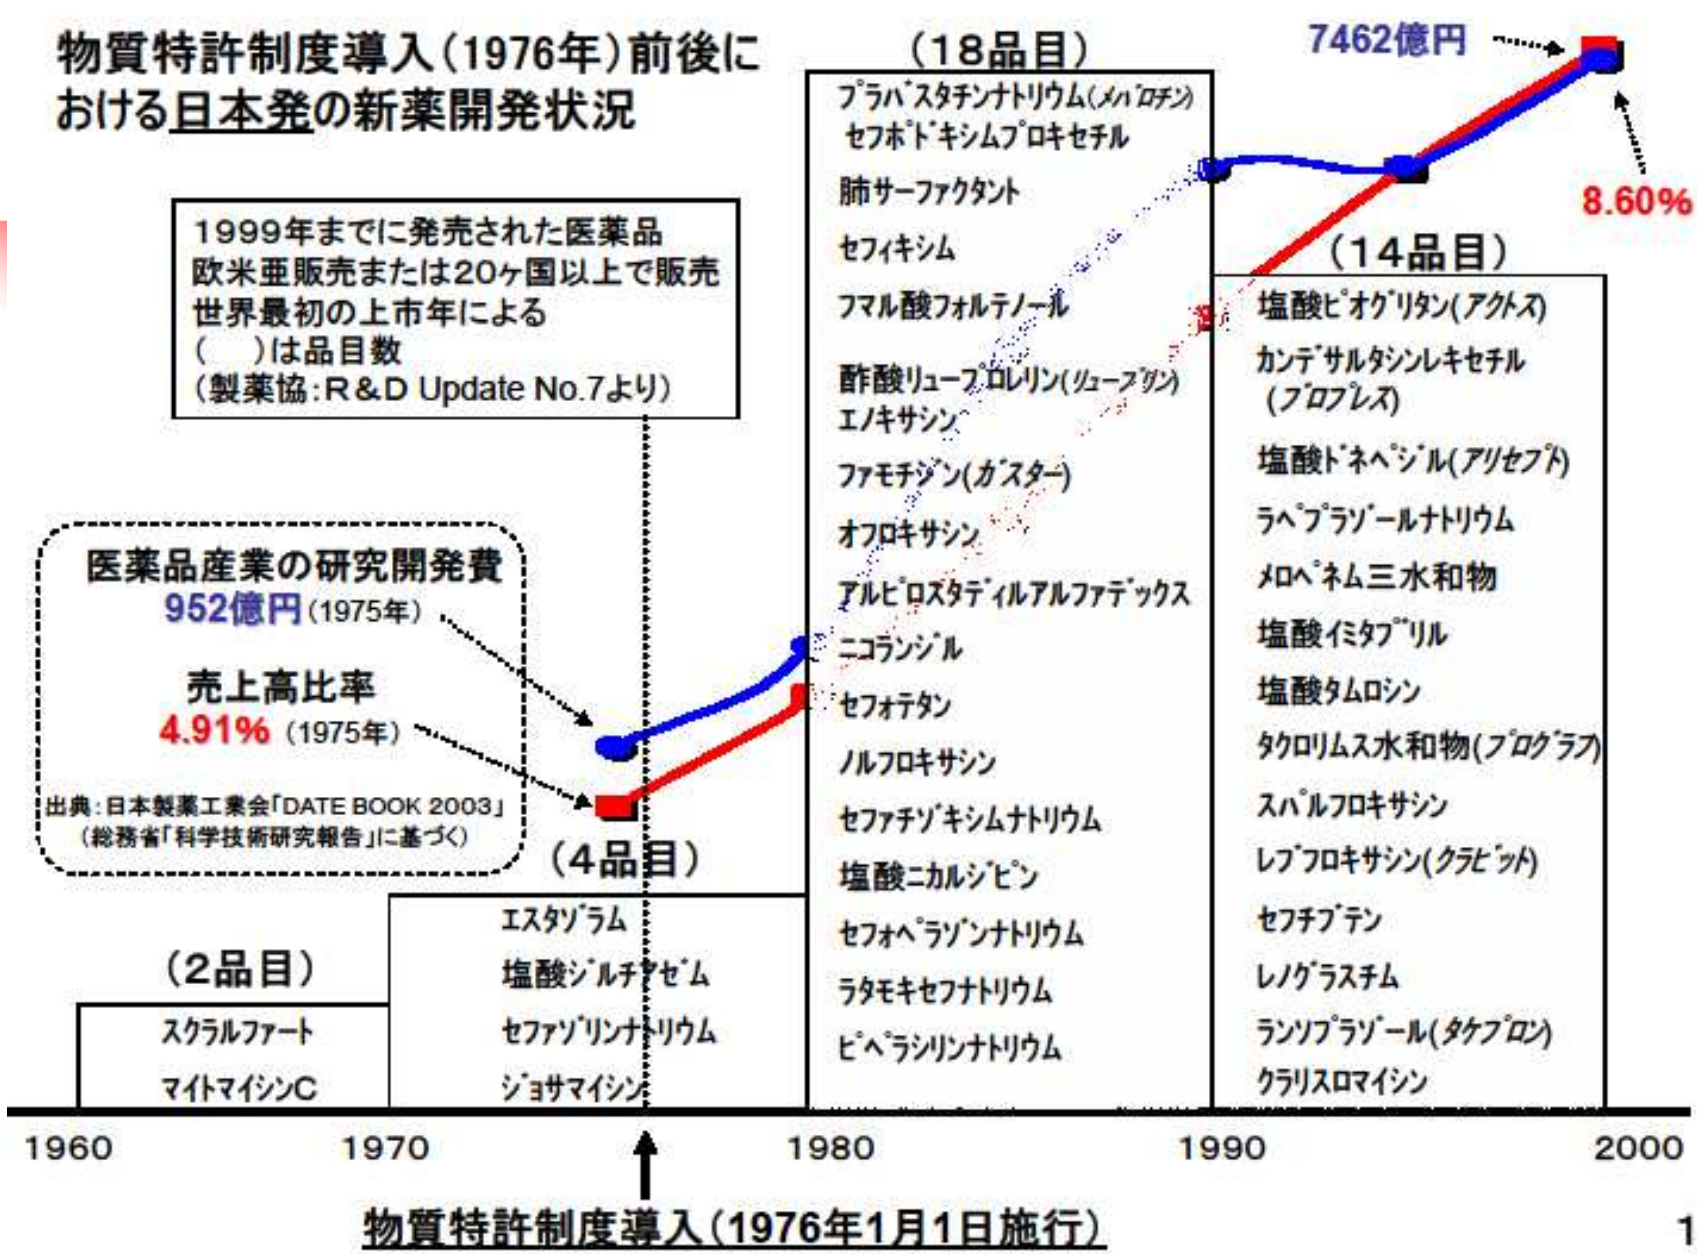 物質特許制度導入(1976年)前後に
おける日本発の新薬開発状況
1999年までに発売された医薬品
欧米亜販売または20ヶ国以上で販売
世界最初の上市年による
(　)は品目数
(製薬協:R&D Update No.7より)
医薬品産業の研究開発費
952億円(1975年)
売上高比率
4.91% (1975年)
出典:日本製薬工業会「DATE BOOK 2003」
(総務省「科学技術研究報告」に基づく)
(2品目)
スクラルファート
マイトマイシンC
(4品目)
エスタゾラム
塩酸ジルチアゼム
セファゾリンナトリウム
ジョサマイシン
(18品目)
プラバスタチンナトリウム(メバロチン)
セフポドキシムプロキセチル
肺サーファクタント
セフィキシム
フマル酸フォルテノール
酢酸リュープロレリン(リュープリン)
エノキサシン
ファモチジン(ガスター)
オフロキサシン
アルピロスタディルアルファデックス
ニコランジル
セフォテタン
ノルフロキサシン
セファチゾキシムナトリウム
塩酸ニカルジピン
セフォペラゾンナトリウム
ラタモキセフナトリウム
ピペラシリンナトリウム
7462億円
8.60%
(14品目)
塩酸ピオグリタン(アクトス)
カンデサルタシンレキセチル
(ブロプレス)
塩酸ドネペジル(アリセプト)
ラベプラゾールナトリウム
メロペネム三水和物
塩酸イミタプリル
塩酸タムロシン
タクロリムス水和物(プログラフ)
スパルフロキサシン
レブフロキサシン(クラビット)
セフチブテン
レノグラスチム
ランソプラゾール(タケプロン)
クラリスロマイシン
1960
1970
1980
1990
2000
物質特許制度導入(1976年1月1日施行)
1